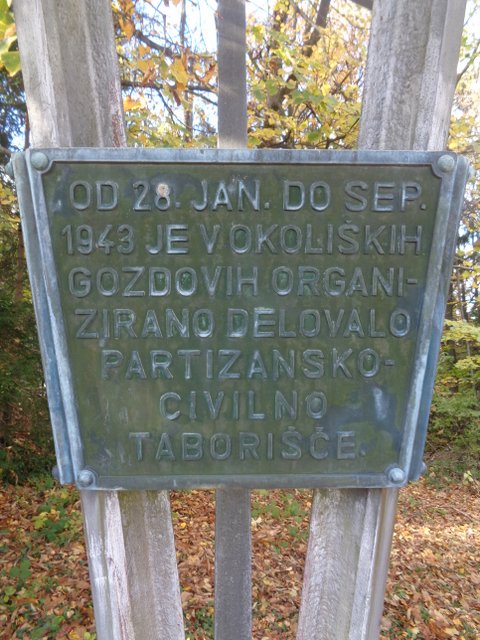 OD 28. JAN. DO SEP.
1943 JE V OKOLIŠKIH
GOZDOVIH ORGANI-
ZIRANO DELOVALO
PARTIZANSKO-
CIVILNO
TABORIŠČE.